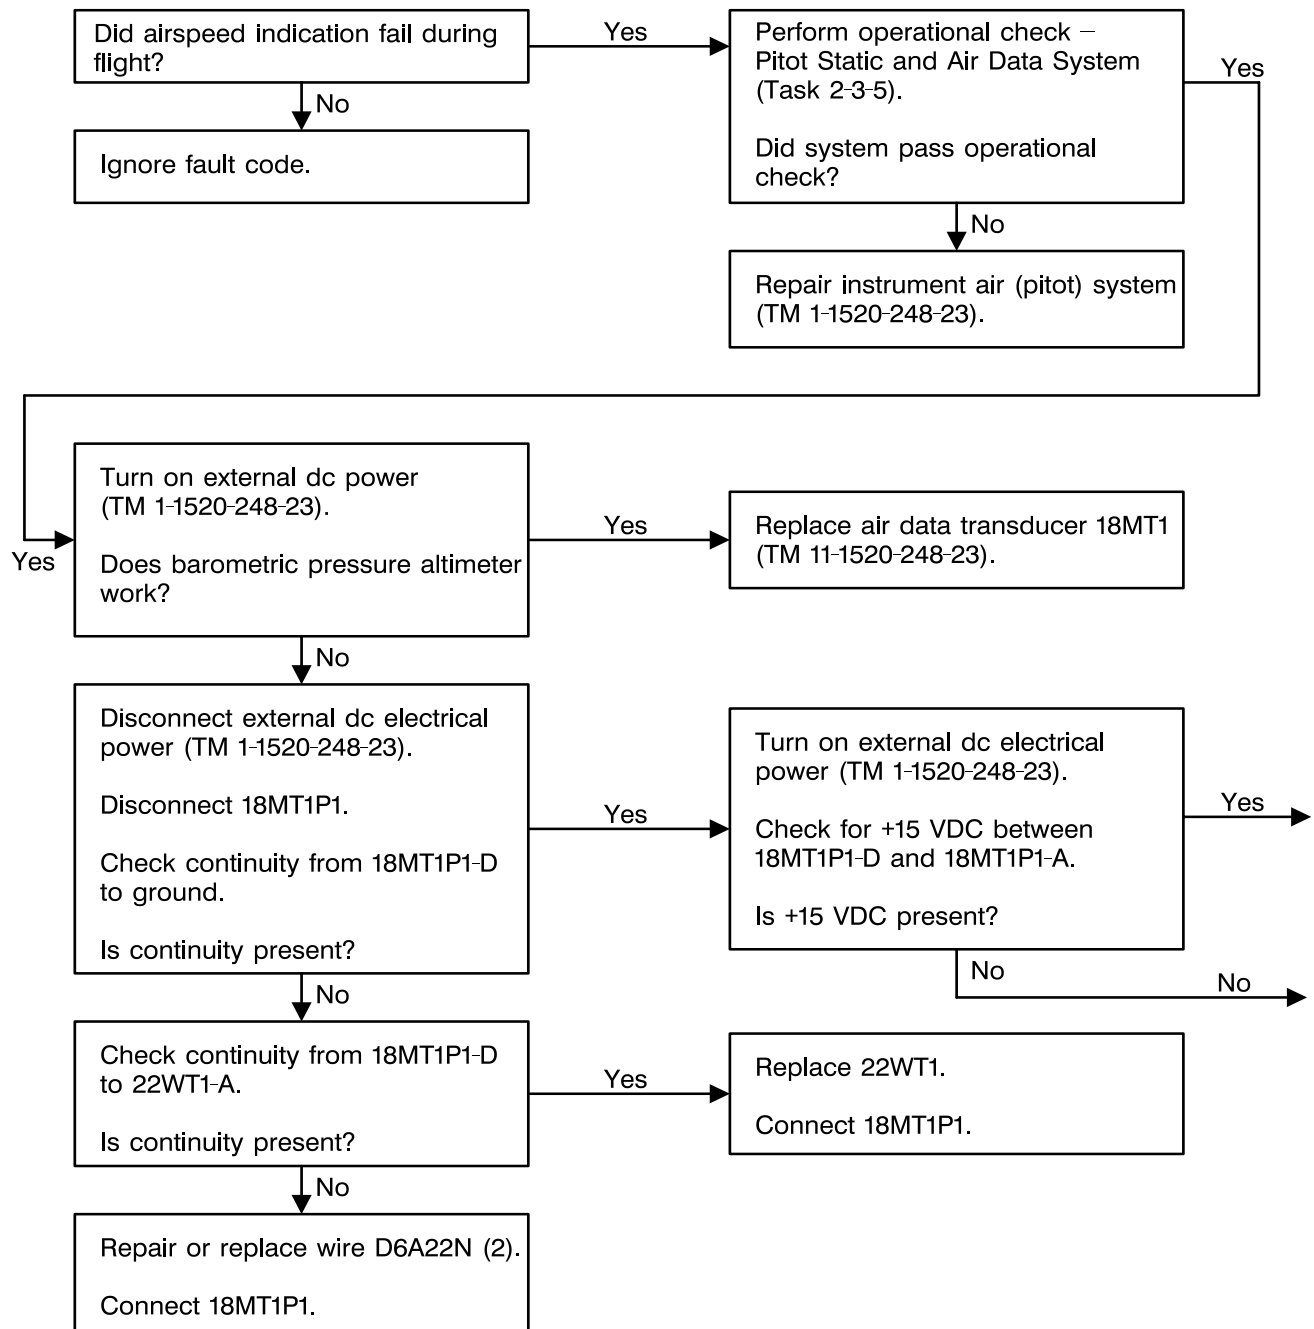 Did airspeed indication fail during
flight?
Yes
Perform operational check –
Pitot Static and Air Data System
(Task 2-3-5).
Did system pass operational
check?
Yes
No
Ignore fault code.
No
Repair instrument air (pitot) system
(TM 1-1520-248-23).
Yes
Turn on external dc power
(TM 1-1520-248-23).
Does barometric pressure altimeter
work?
Yes
Replace air data transducer 18MT1
(TM 11-1520-248-23).
No
Disconnect external dc electrical
power (TM 1-1520-248-23).
Disconnect 18MT1P1.
Check continuity from 18MT1P1-D
to ground.
Is continuity present?
Yes
Turn on external dc electrical
power (TM 1-1520-248-23).
Check for +15 VDC between
18MT1P1-D and 18MT1P1-A.
Is +15 VDC present?
Yes
No
No
No
Check continuity from 18MT1P1-D
to 22WT1-A.
Is continuity present?
Yes
Replace 22WT1.
Connect 18MT1P1.
No
Repair or replace wire D6A22N (2).
Connect 18MT1P1.